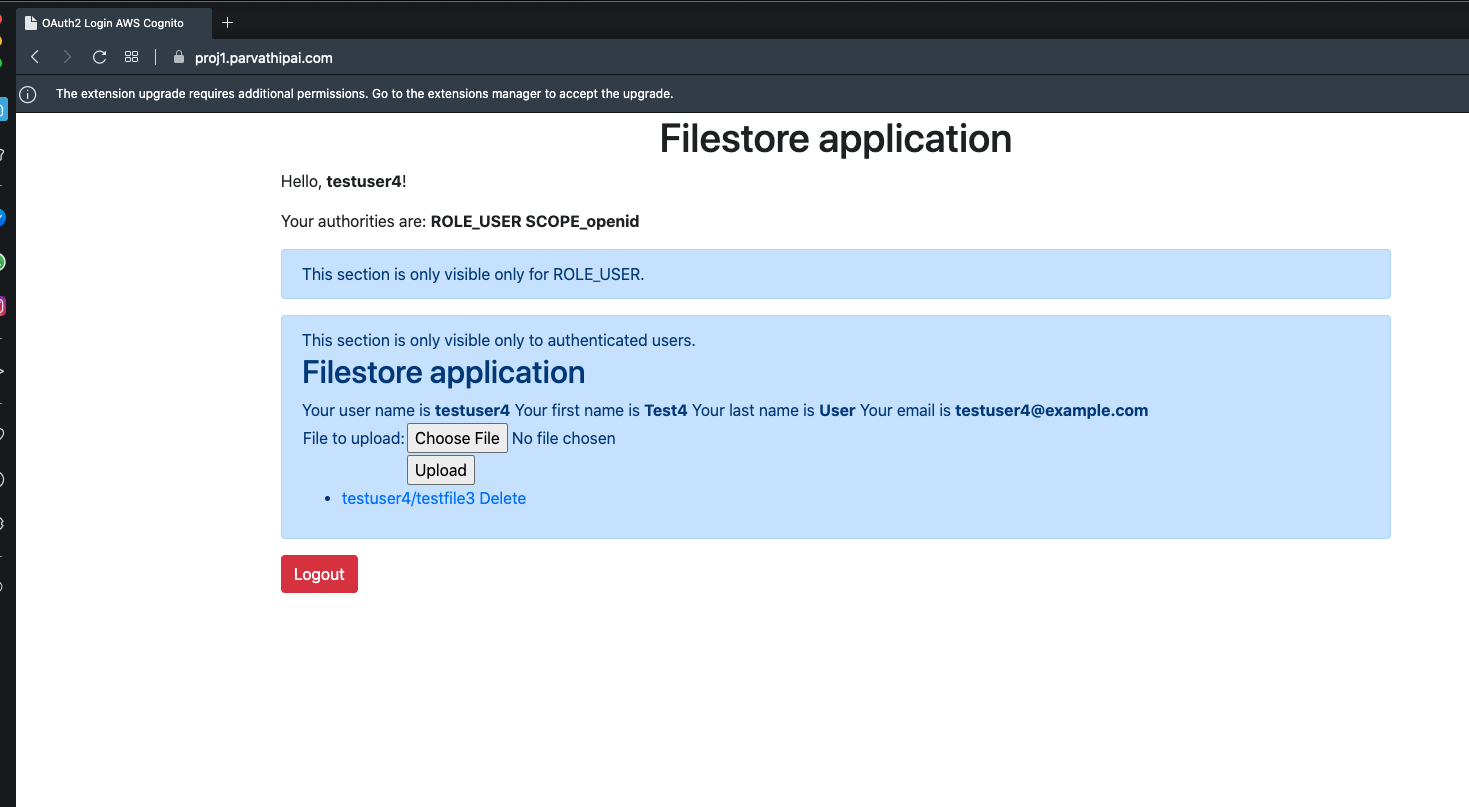 OAuth2 Login AWS Cognito
proj1.parvathipai.com
The extension upgrade requires additional permissions. Go to the extensions manager to accept the upgrade.
Filestore application
Hello, testuser4!
Your authorities are: ROLE_USER SCOPE_openid
This section is only visible only for ROLE_USER.
This section is only visible only to authenticated users.
Filestore application
Your user name is testuser4 Your first name is Test4 Your last name is User Your email is testuser4@example.com
File to upload: Choose File No file chosen
Upload
testuser4/testfile3 Delete
Logout